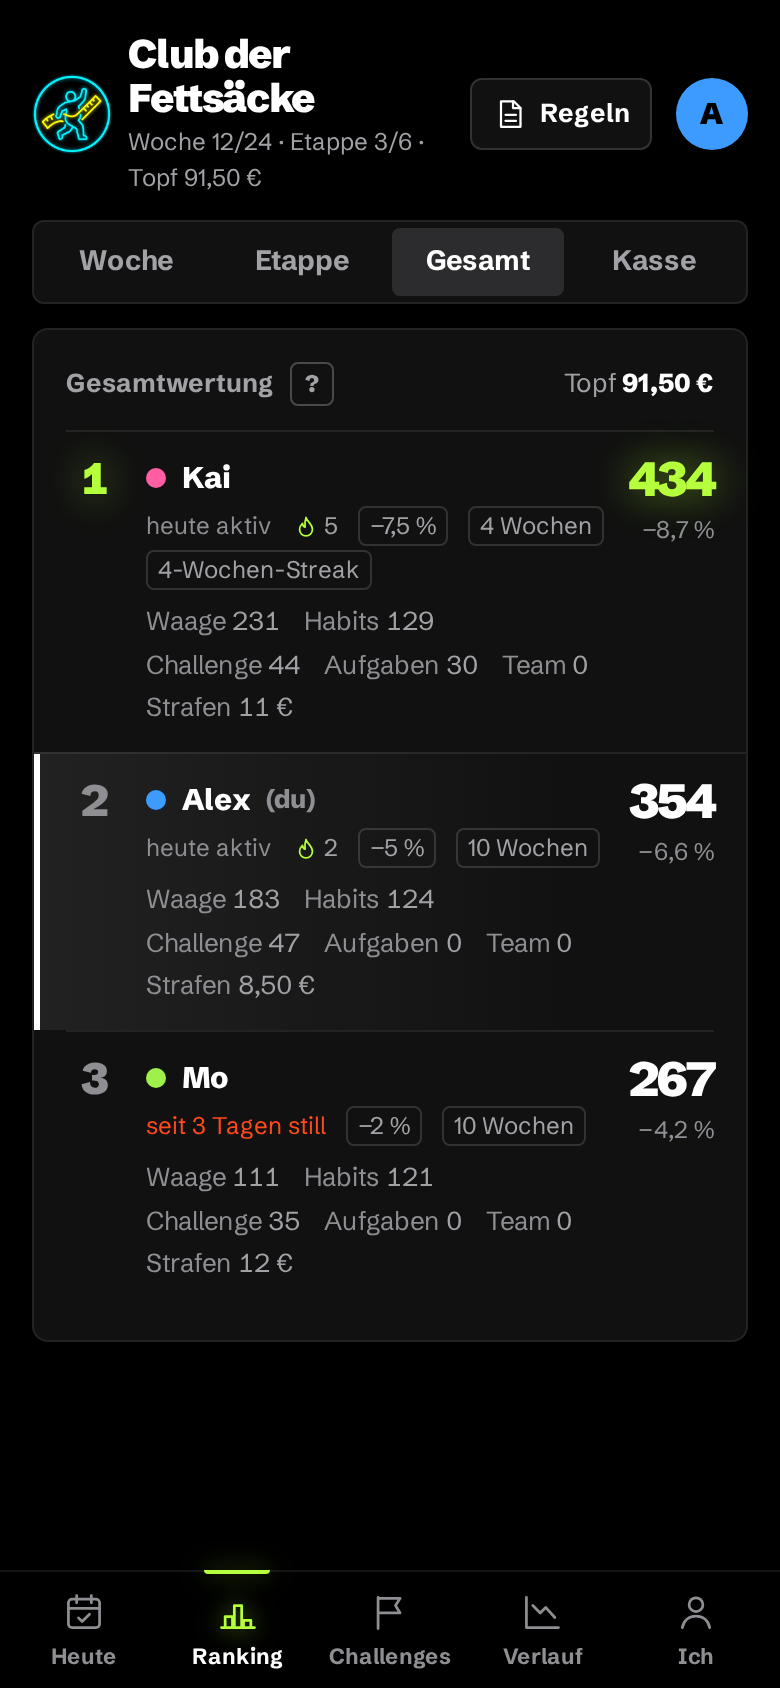 Club der
Fettsäcke
Woche 12/24 · Etappe 3/6 ·
Topf 91,50 €
Regeln
A
Woche Etappe Gesamt Kasse
Gesamtwertung ? Topf 91,50 €
1 Kai 434
heute aktiv 5 −7,5 % 4 Wochen −8,7 %
4-Wochen-Streak
Waage 231 Habits 129
Challenge 44 Aufgaben 30 Team 0
Strafen 11 €
2 Alex (du) 354
heute aktiv 2 −5 % 10 Wochen −6,6 %
Waage 183 Habits 124
Challenge 47 Aufgaben 0 Team 0
Strafen 8,50 €
3 Mo 267
seit 3 Tagen still −2 % 10 Wochen −4,2 %
Waage 111 Habits 121
Challenge 35 Aufgaben 0 Team 0
Strafen 12 €
Heute Ranking Challenges Verlauf Ich